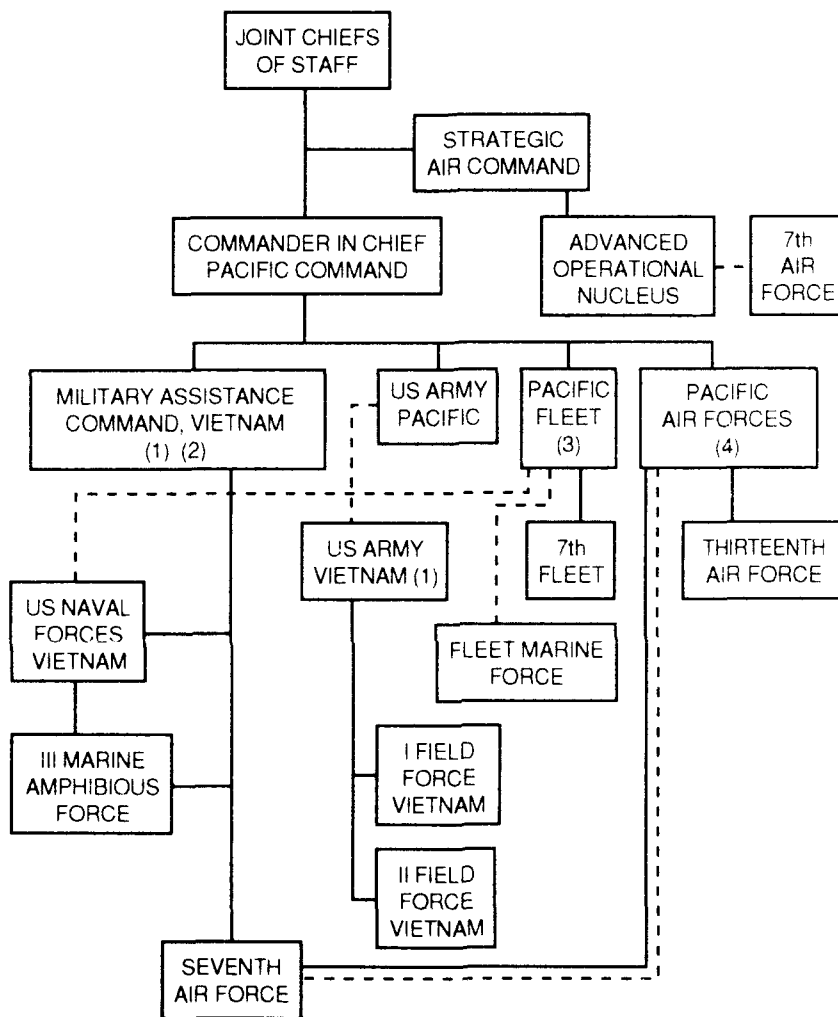 JOINT CHIEFS
OF STAFF
STRATEGIC
AIR COMMAND
COMMANDER IN CHIEF
PACIFIC COMMAND
ADVANCED
OPERATIONAL
NUCLEUS
7th
AIR
FORCE
MILITARY ASSISTANCE
COMMAND, VIETNAM
(1) (2)
US ARMY
PACIFIC
PACIFIC
FLEET
(3)
PACIFIC
AIR FORCES
(4)
US ARMY
VIETNAM (1)
7th
FLEET
THIRTEENTH
AIR FORCE
US NAVAL
FORCES
VIETNAM
FLEET MARINE
FORCE
III MARINE
AMPHIBIOUS
FORCE
I FIELD
FORCE
VIETNAM
II FIELD
FORCE
VIETNAM
SEVENTH
AIR FORCE